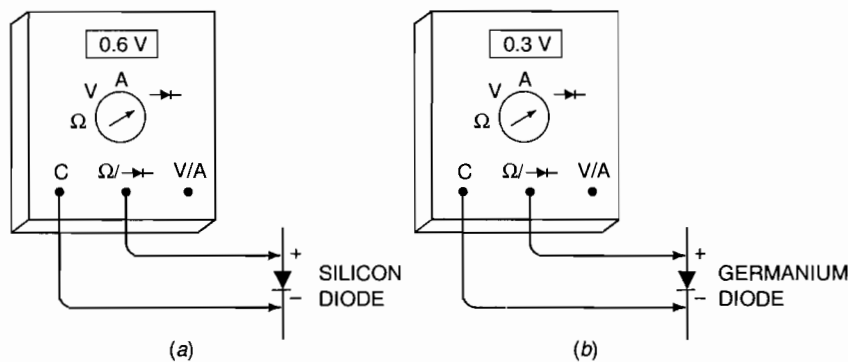 0.6 V
A
V
Ω
C Ω/ V/A
+
SILICON
− DIODE
(a)
0.3 V
A
V
Ω
C Ω/ V/A
+
GERMANIUM
− DIODE
(b)